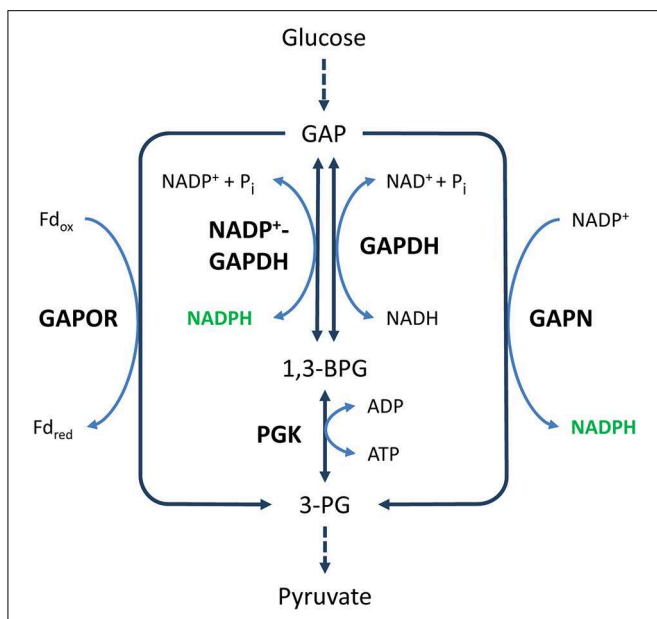 Glucose
GAP
NADP⁺ + Pᵢ
NAD⁺ + Pᵢ
Fdₒₓ
NADP⁺-
GAPDH
GAPDH
NADP⁺
GAPOR
NADPH
NADH
GAPN
1,3-BPG
ADP
Fd_red
PGK
NADPH
ATP
3-PG
Pyruvate